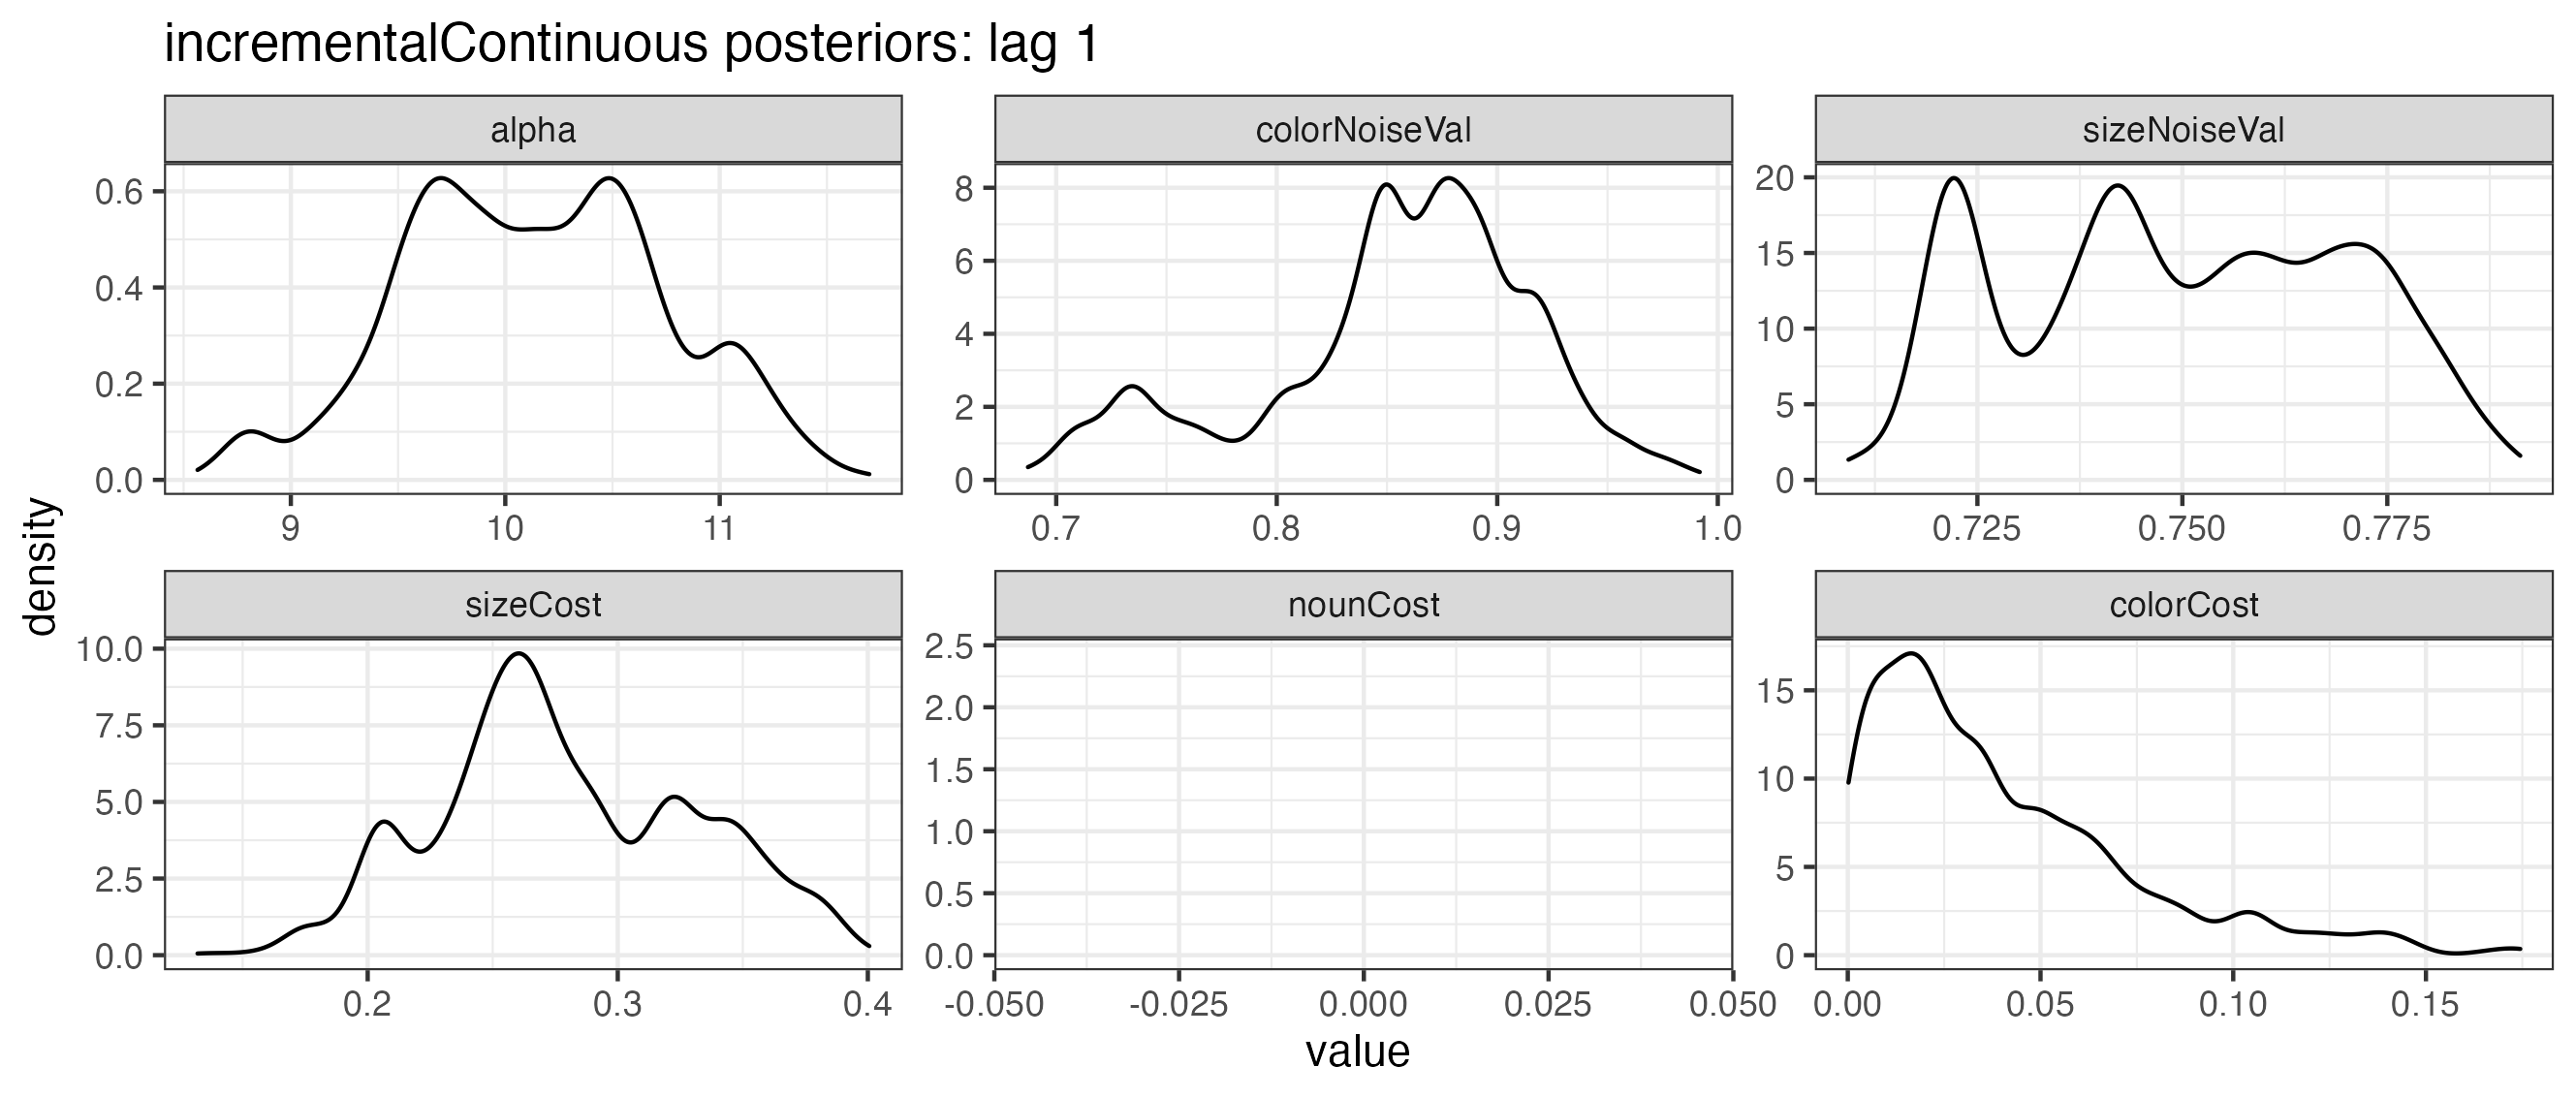 incrementalContinuous posteriors: lag 1
alpha
colorNoiseVal
sizeNoiseVal
0.6
0.4
0.2
0.0
8
6
4
2
0
20
15
10
5
0
9 10 11
0.7 0.8 0.9 1.0
0.725 0.750 0.775
density
sizeCost
nounCost
colorCost
10.0
7.5
5.0
2.5
0.0
2.5
2.0
1.5
1.0
0.5
0.0
15
10
5
0
0.2 0.3 0.4
-0.050 -0.025 0.000 0.025 0.050
0.00 0.05 0.10 0.15
value